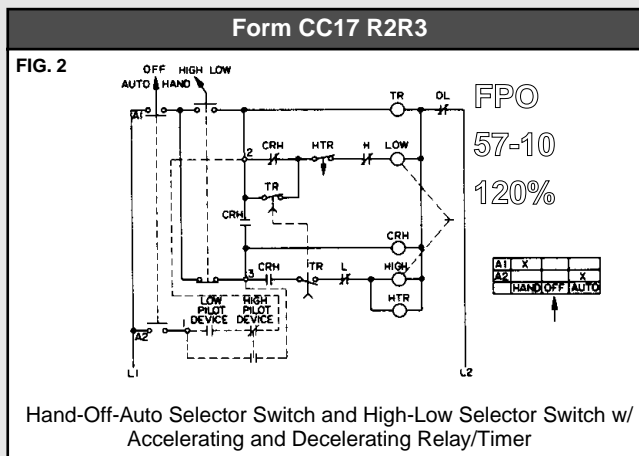 Form CC17 R2R3
FIG. 2
OFF HIGH LOW
AUTO HAND
A1
TR
OL
FPO
57-10
120%
2
CRH
HTR
H
LOW
TR
CRH
CRH
3
CRH
TR
L
HIGH
HTR
A1 X
A2 X
HAND OFF AUTO
LOW PILOT DEVICE
HIGH PILOT DEVICE
A2
1
L1
L2
Hand-Off-Auto Selector Switch and High-Low Selector Switch w/
Accelerating and Decelerating Relay/Timer